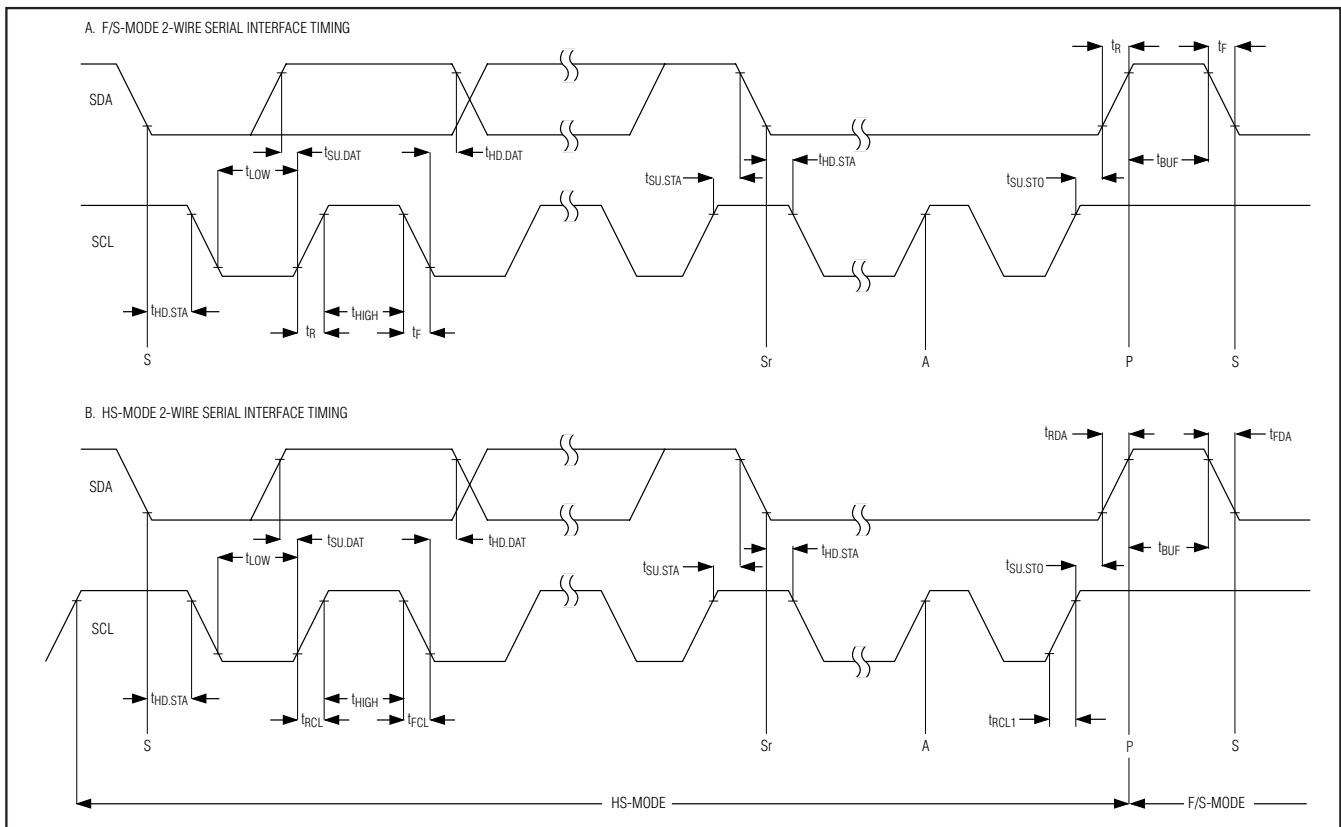 A. F/S-MODE 2-WIRE SERIAL INTERFACE TIMING
tR
tF
SDA
tSU.DAT
tHD.DAT
tLOW
tHD.STA
tBUF
tSU.STA
tSU.STO
SCL
tHD.STA
tHIGH
tR
tF
S
Sr
A
P
S
B. HS-MODE 2-WIRE SERIAL INTERFACE TIMING
tRDA
tFDA
SDA
tSU.DAT
tHD.DAT
tLOW
tHD.STA
tBUF
tSU.STA
tSU.STO
SCL
tHD.STA
tHIGH
tRCL
tFCL
tRCL1
S
Sr
A
P
S
HS-MODE
F/S-MODE